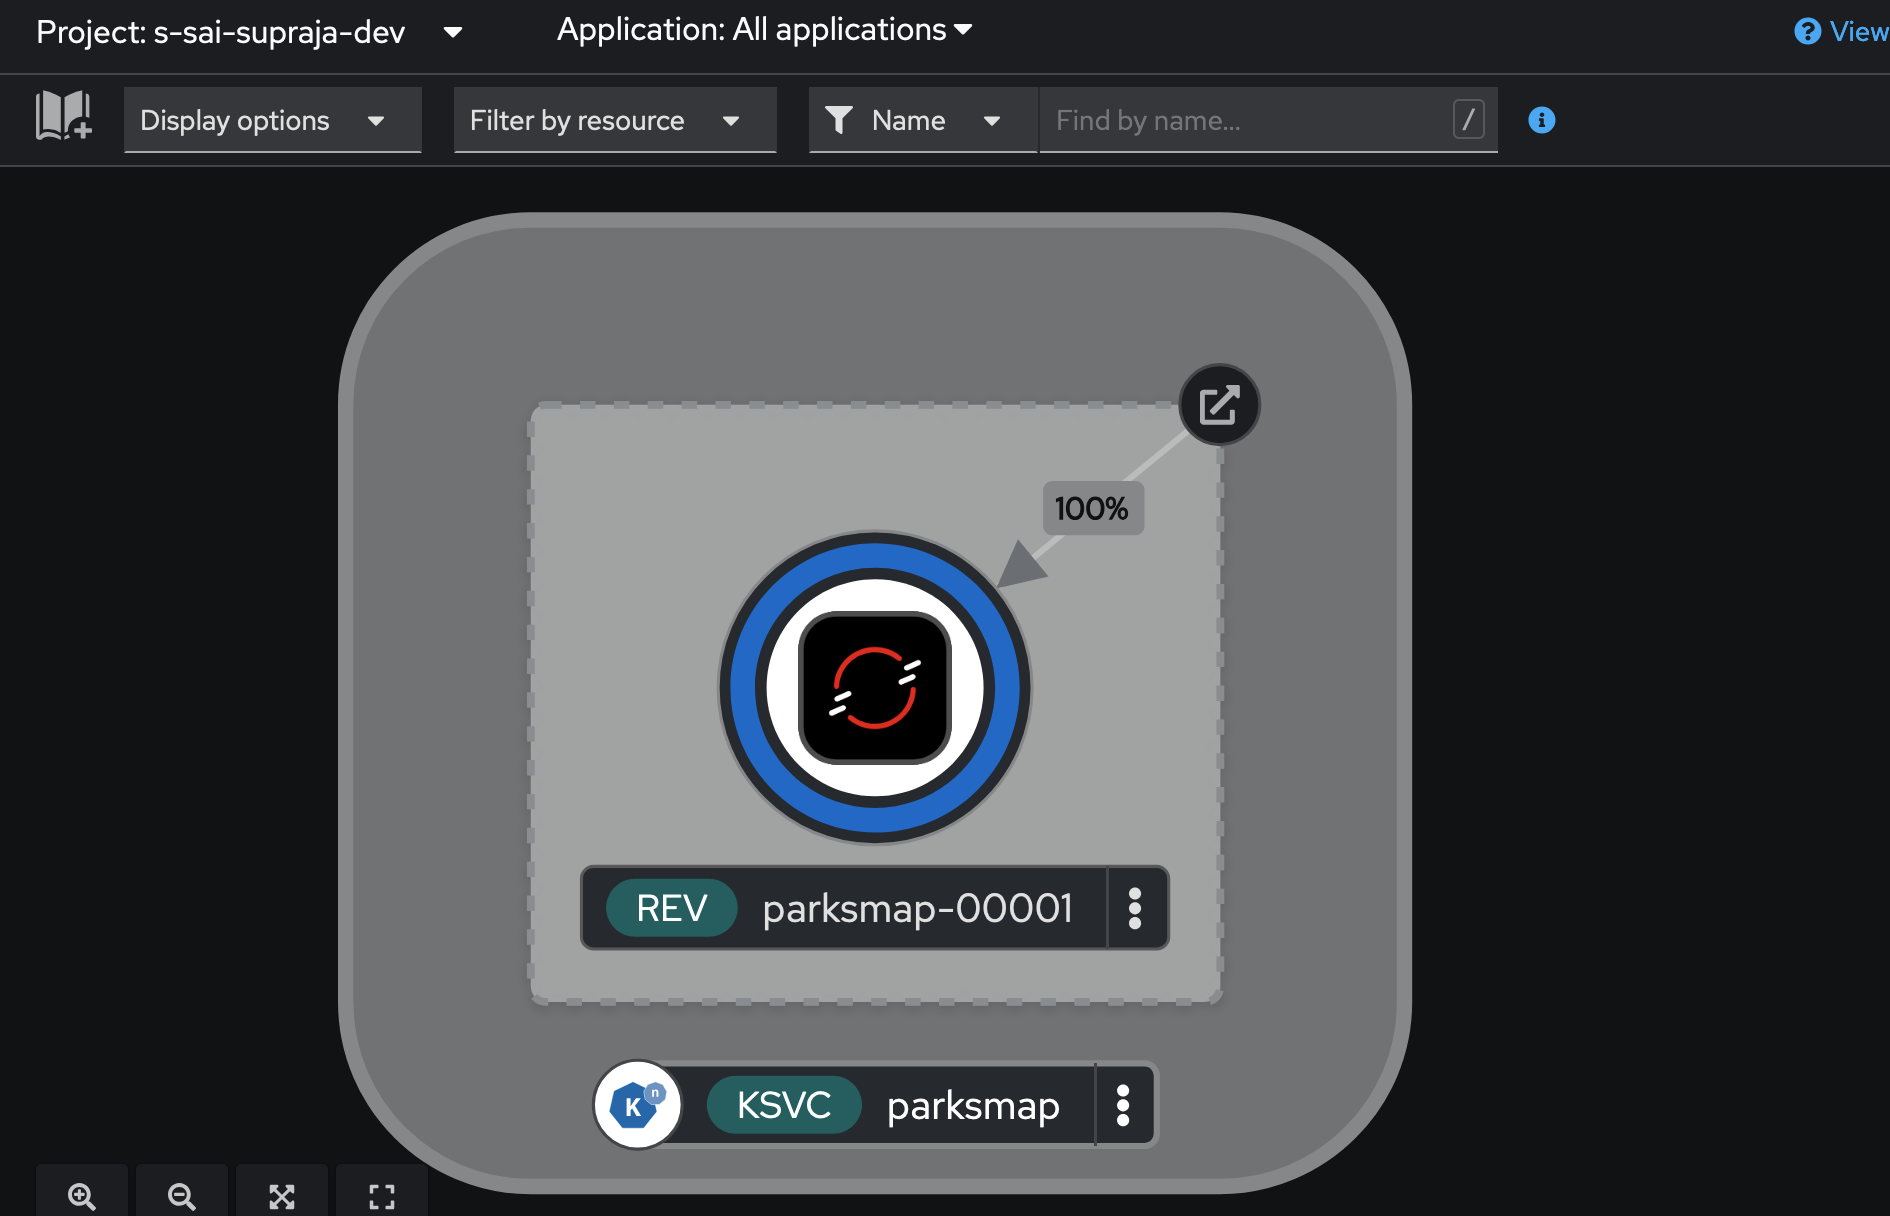 Project: s-sai-supraja-dev
Application: All applications
View
Display options
Filter by resource
Name
Find by name...
/
100%
REV parksmap-00001
K n KSVC parksmap